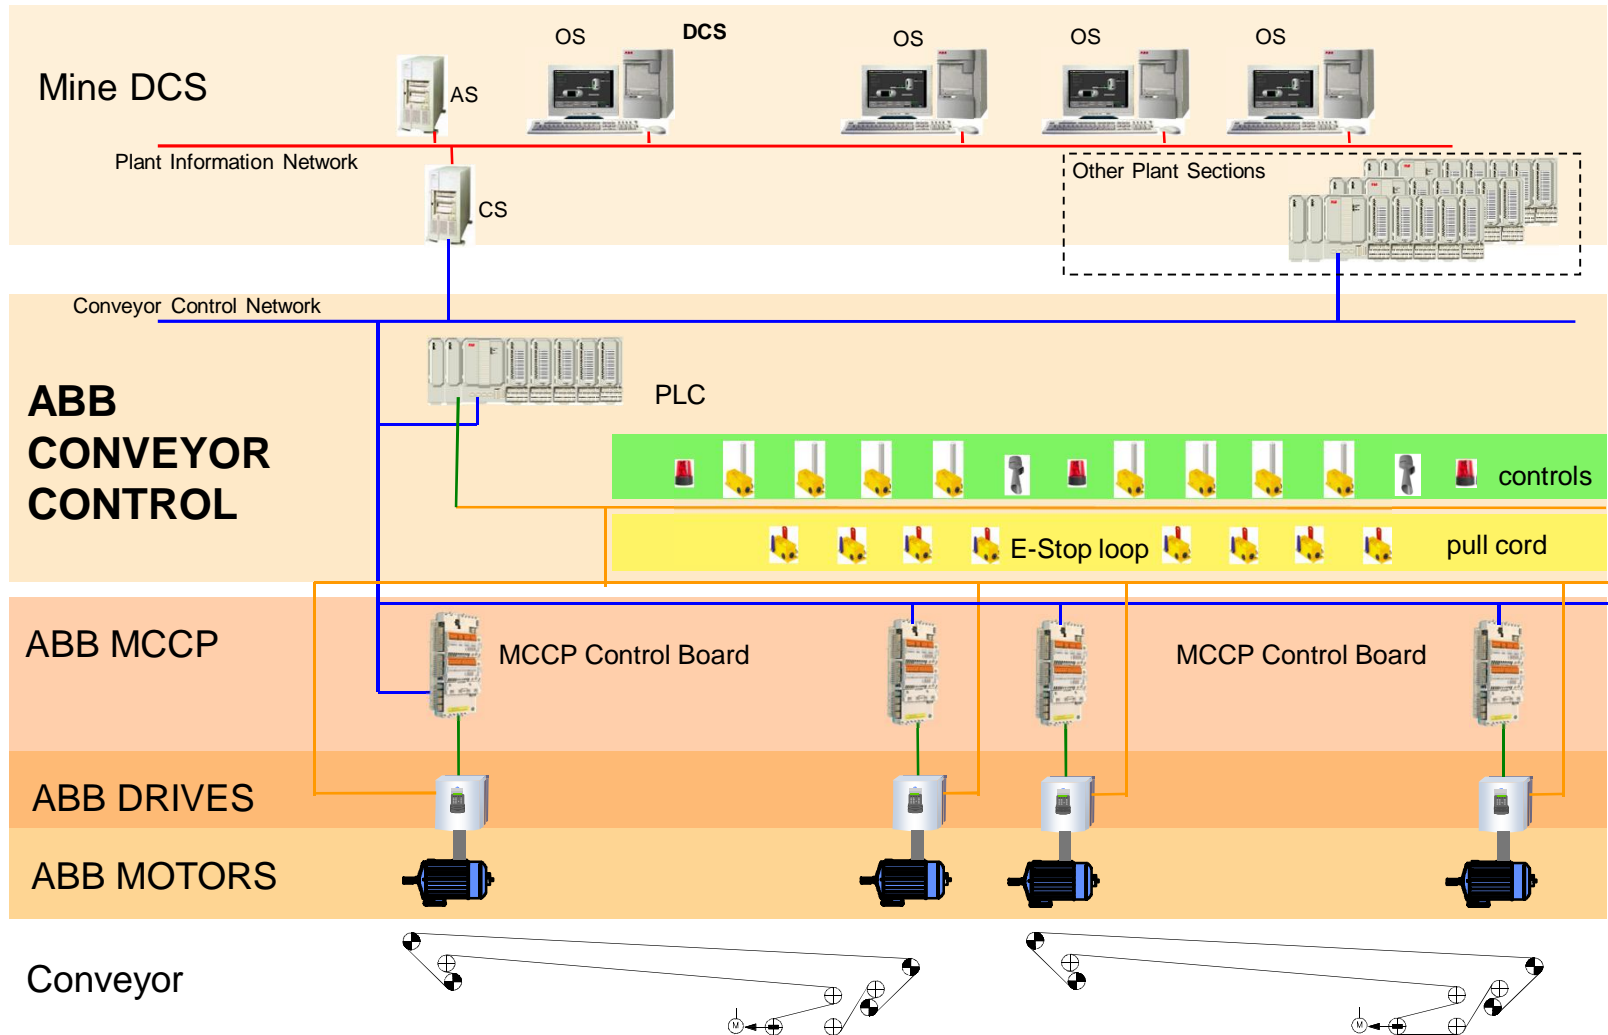 OS
DCS
OS
OS
OS
Mine DCS
AS
Plant Information Network
Other Plant Sections
CS
Conveyor Control Network
ABB
CONVEYOR
CONTROL
PLC
controls
E-Stop loop
pull cord
ABB MCCP
MCCP Control Board
MCCP Control Board
ABB DRIVES
ABB MOTORS
Conveyor
M
M